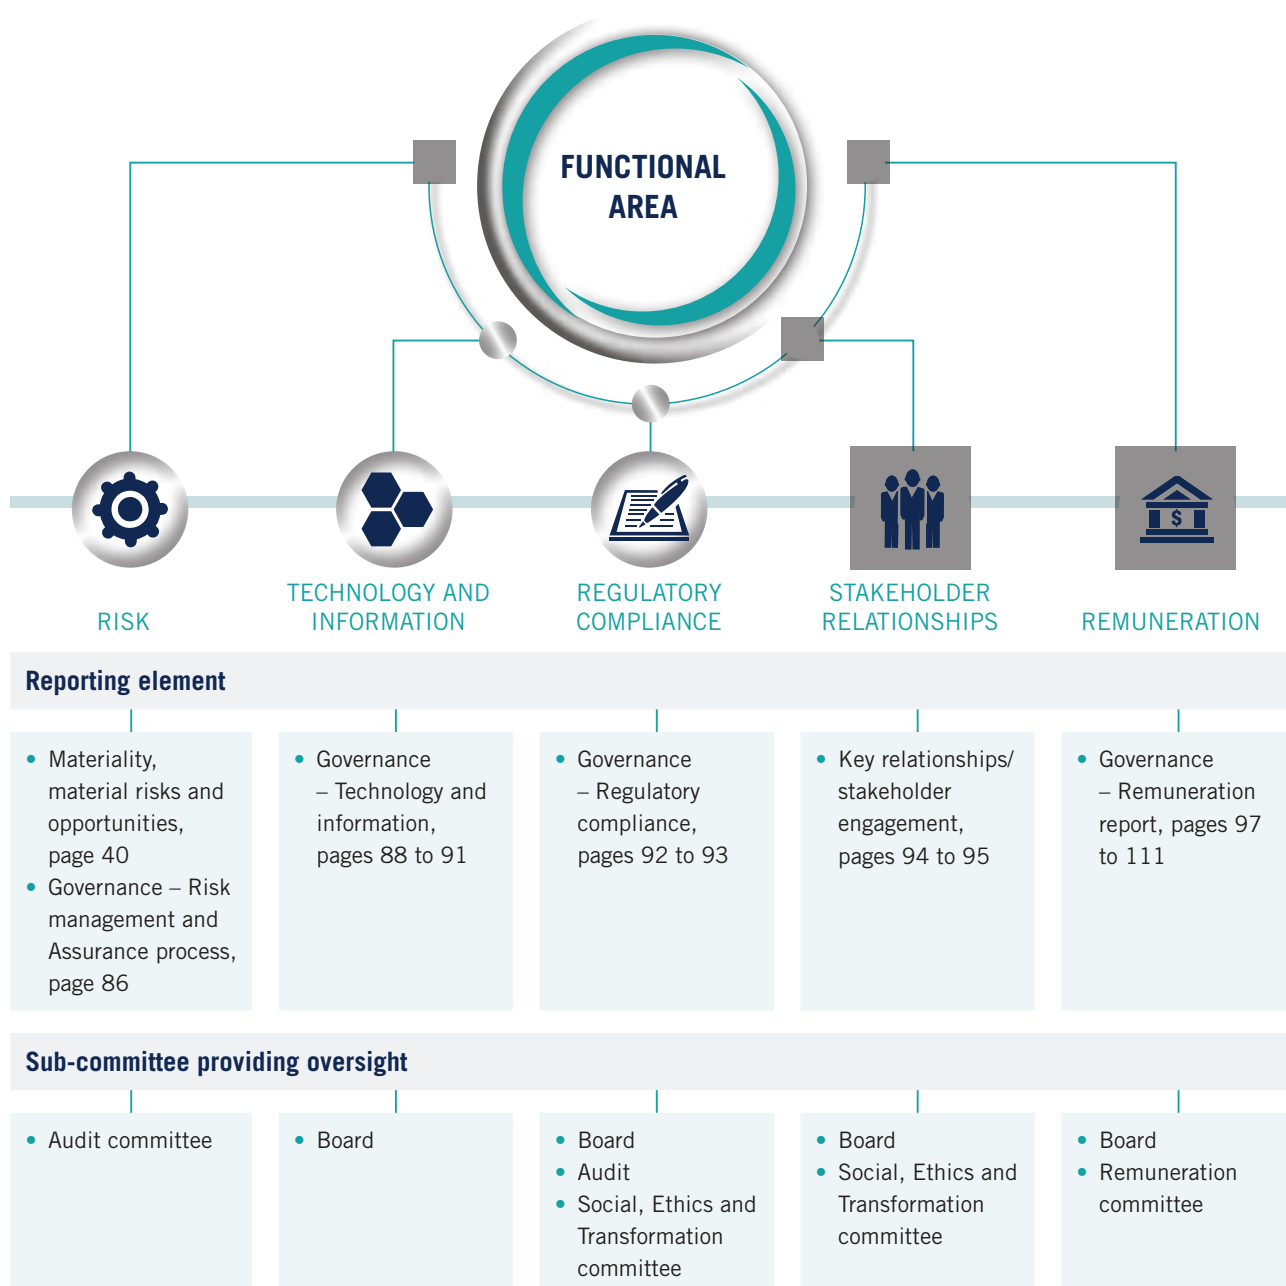 FUNCTIONAL
AREA
RISK
TECHNOLOGY AND
INFORMATION
REGULATORY
COMPLIANCE
STAKEHOLDER
RELATIONSHIPS
REMUNERATION
Reporting element
• Materiality,
material risks and
opportunities,
page 40
• Governance – Risk
management and
Assurance process,
page 86
• Governance
– Technology and
information,
pages 88 to 91
• Governance
– Regulatory
compliance,
pages 92 to 93
• Key relationships/
stakeholder
engagement,
pages 94 to 95
• Governance
– Remuneration
report, pages 97
to 111
Sub-committee providing oversight
• Audit committee
• Board
• Board
• Audit
• Social, Ethics and
Transformation
committee
• Board
• Social, Ethics and
Transformation
committee
• Board
• Remuneration
committee
$